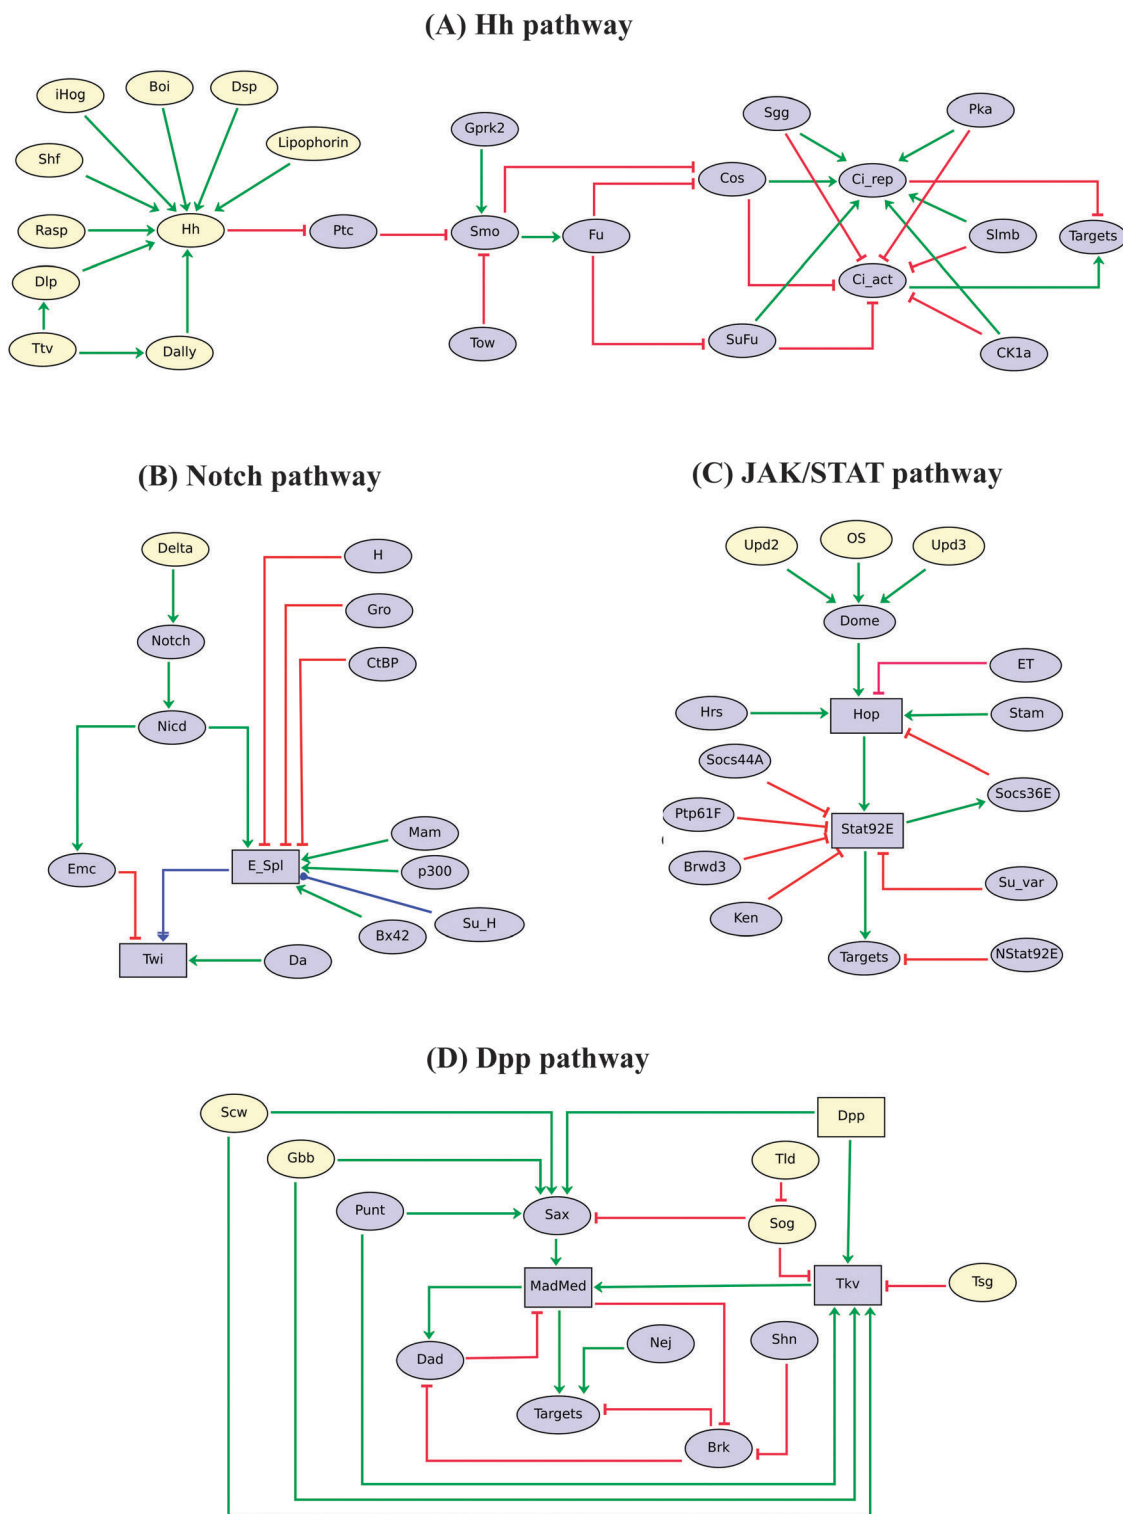 (A) Hh pathway
iHog
Boi
Dsp
Lipophorin
Shf
Rasp
Hh
Dlp
Ttv
Dally
Ptc
Gprk2
Smo
Tow
Fu
Cos
SuFu
Sgg
Pka
Ci_rep
Ci_act
Slmb
CK1a
Targets
(B) Notch pathway
Delta
Notch
Nicd
H
Gro
CtBP
Emc
E_Spl
Mam
p300
Su_H
Bx42
Twi
Da
(C) JAK/STAT pathway
Upd2
OS
Upd3
Dome
ET
Hrs
Hop
Stam
Socs44A
Socs36E
Ptp61F
Stat92E
Brwd3
Su_var
Ken
Targets
NStat92E
(D) Dpp pathway
Scw
Dpp
Gbb
Tld
Punt
Sax
Sog
MadMed
Tkv
Tsg
Dad
Nej
Shn
Targets
Brk